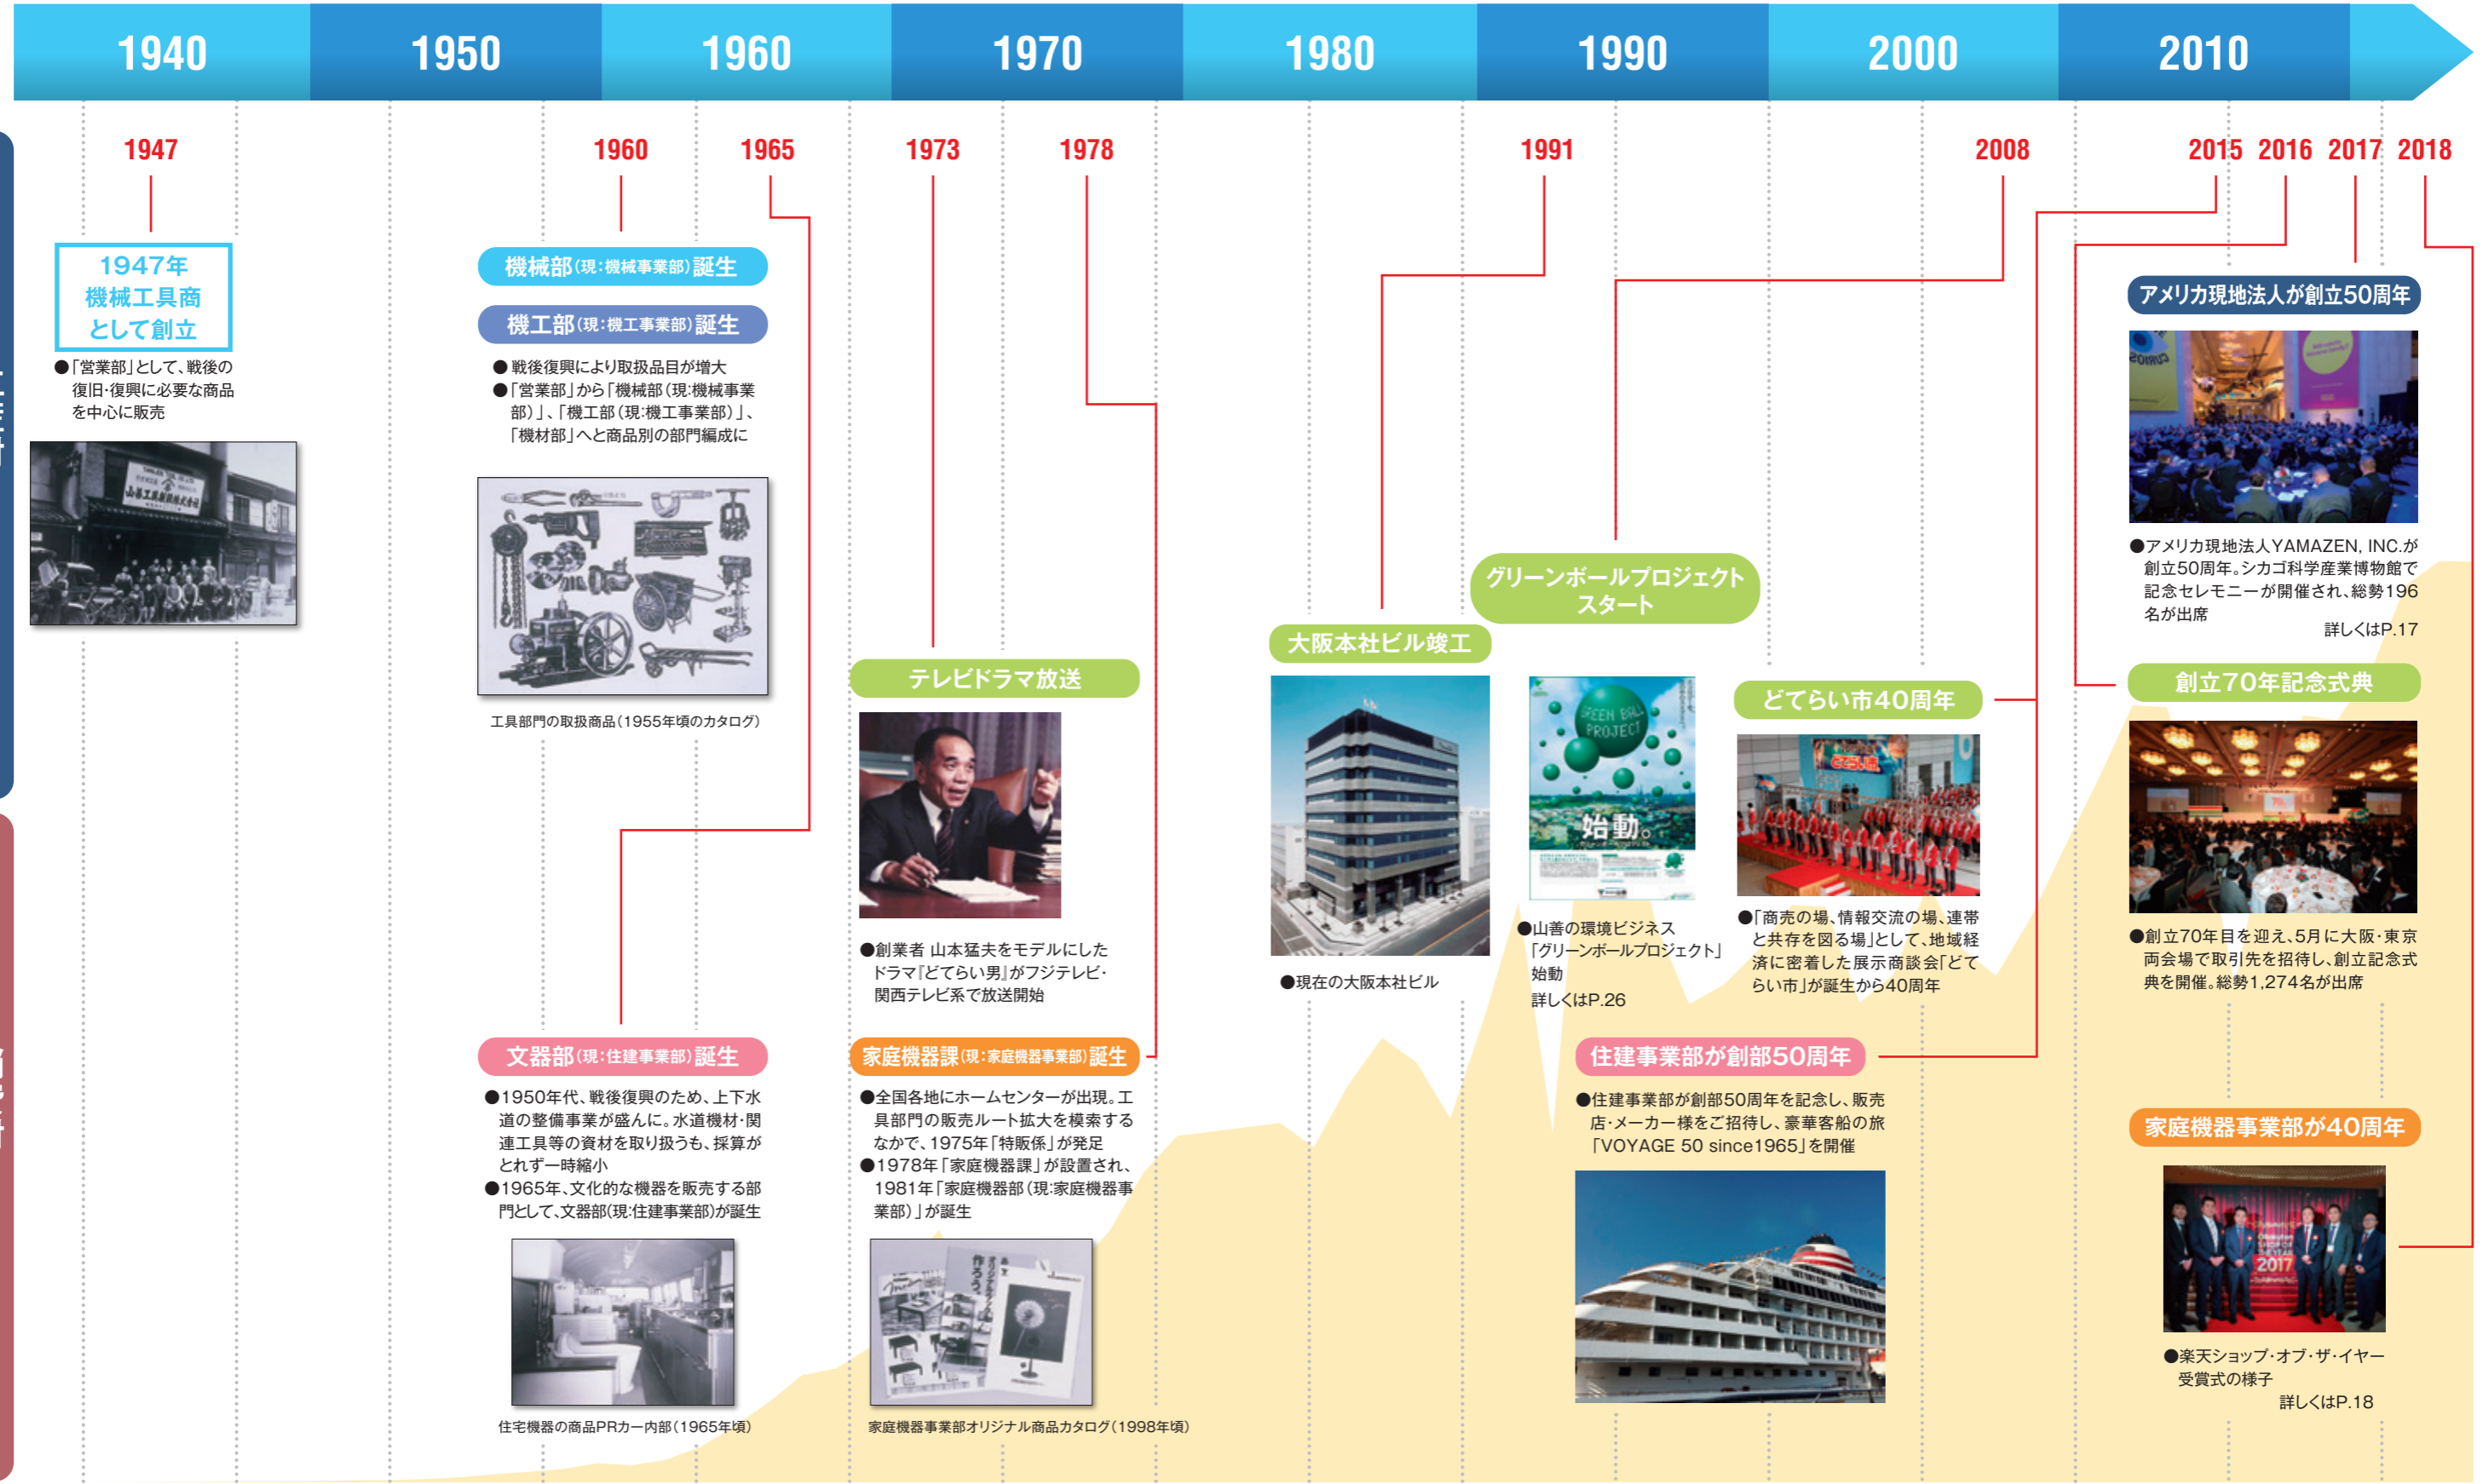 1940
1950
1960
1970
1980
1990
2000
2010
1947
1960
1965
1973
1978
1991
2008
2015
2016
2017
2018
1947年
機械工具商
として創立
●「営業部」として、戦後の
復旧・復興に必要な商品
を中心に販売
機械部(現:機械事業部)誕生
機工部(現:機工事業部)誕生
●戦後復興により取扱品目が増大
●「営業部」から「機械部(現:機械事業
部)」、「機工部(現:機工事業部)」、
「機材部」へと商品別の部門編成に
工具部門の取扱商品(1955年頃のカタログ)
文器部(現:住建事業部)誕生
●1950年代、戦後復興のため、上下水
道の整備事業が盛んに。水道機材・関
連工具等の資材を取り扱うも、採算が
とれず一時縮小
●1965年、文化的な機器を販売する部
門として、文器部(現:住建事業部)が誕生
住宅機器の商品PRカー内部(1965年頃)
テレビドラマ放送
●創業者 山本猛夫をモデルにした
ドラマ『どてらい男』がフジテレビ・
関西テレビ系で放送開始
家庭機器課(現:家庭機器事業部)誕生
●全国各地にホームセンターが出現。工
具部門の販売ルート拡大を模索する
なかで、1975年「特販係」が発足
●1978年「家庭機器課」が設置され、
1981年「家庭機器部(現:家庭機器事
業部)」が誕生
オリジナル
作ろう。
家庭機器事業部オリジナル商品カタログ(1998年頃)
大阪本社ビル竣工
●現在の大阪本社ビル
グリーンボールプロジェクト
スタート
GREEN BALL
PROJECT
始動。
●山善の環境ビジネス
「グリーンボールプロジェクト」
始動
詳しくはP.26
どてらい市40周年
どてらい市
●「商売の場、情報交流の場、連帯
と共存を図る場」として、地域経
済に密着した展示商談会「どて
らい市」が誕生から40周年
住建事業部が創部50周年
●住建事業部が創部50周年を記念し、販売
店・メーカー様をご招待し、豪華客船の旅
「VOYAGE 50 since1965」を開催
アメリカ現地法人が創立50周年
●アメリカ現地法人YAMAZEN, INC.が
創立50周年。シカゴ科学産業博物館で
記念セレモニーが開催され、総勢196
名が出席
詳しくはP.17
創立70年記念式典
●創立70年目を迎え、5月に大阪・東京
両会場で取引先を招待し、創立記念式
典を開催。総勢1,274名が出席
家庭機器事業部が40周年
2017
●楽天ショップ・オブ・ザ・イヤー
受賞式の様子
詳しくはP.18